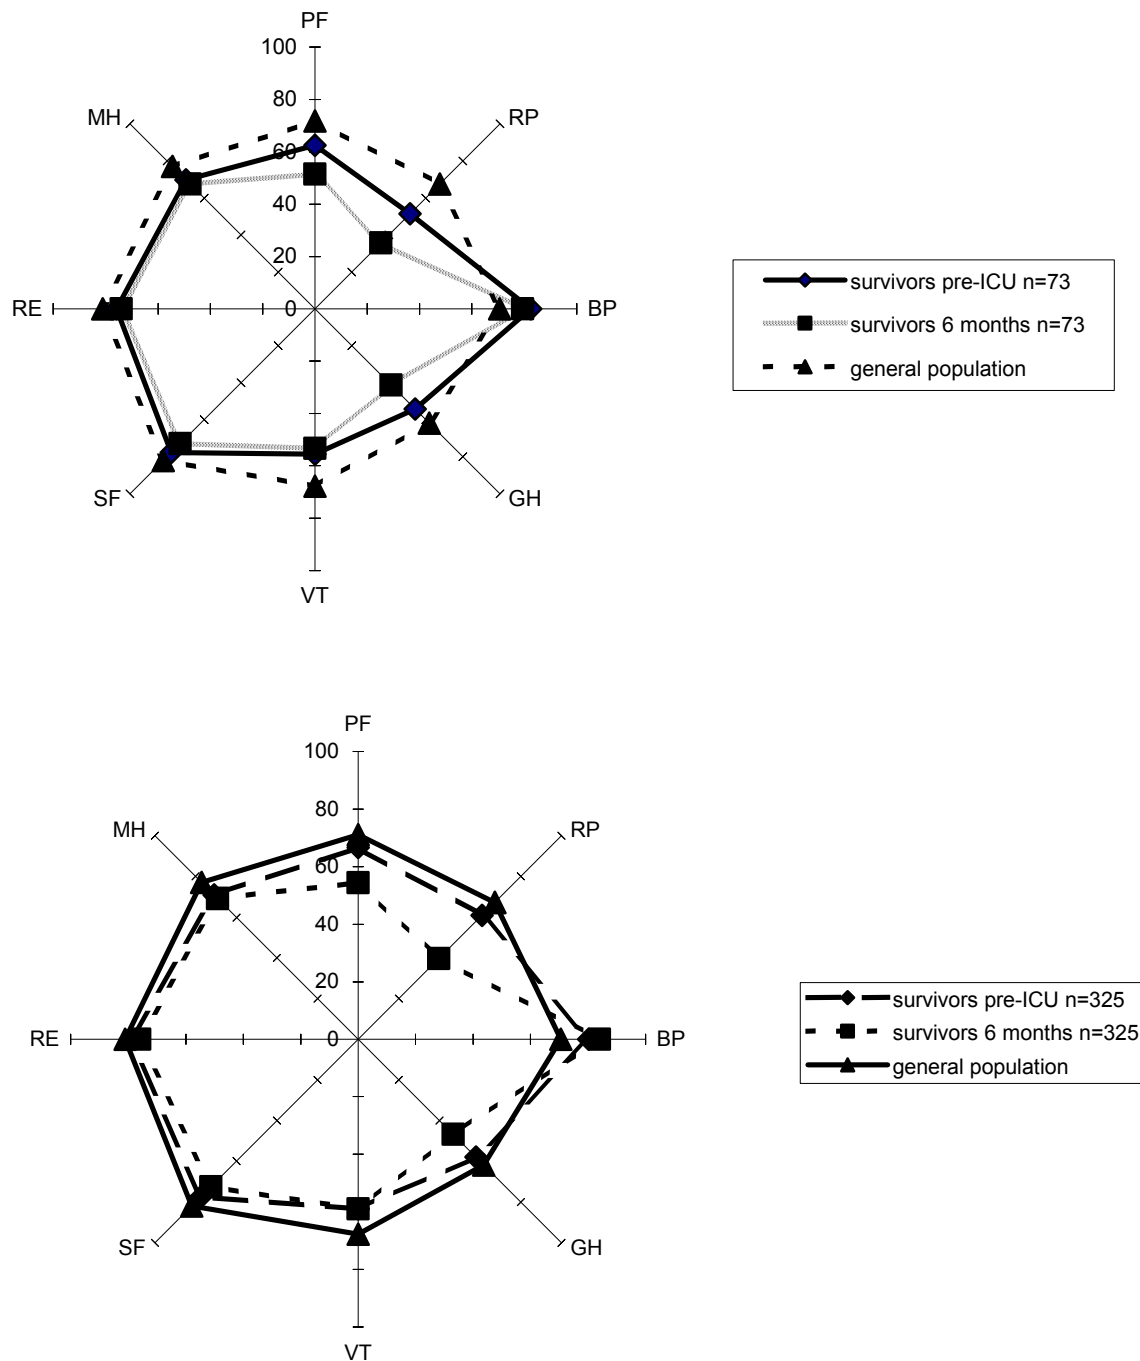 PF
100
80
60
40
20
0
MH
RP
RE
BP
SF
GH
VT
survivors pre-ICU n=73
survivors 6 months n=73
general population
PF
100
80
60
40
20
0
MH
RP
RE
BP
SF
GH
VT
survivors pre-ICU n=325
survivors 6 months n=325
general population